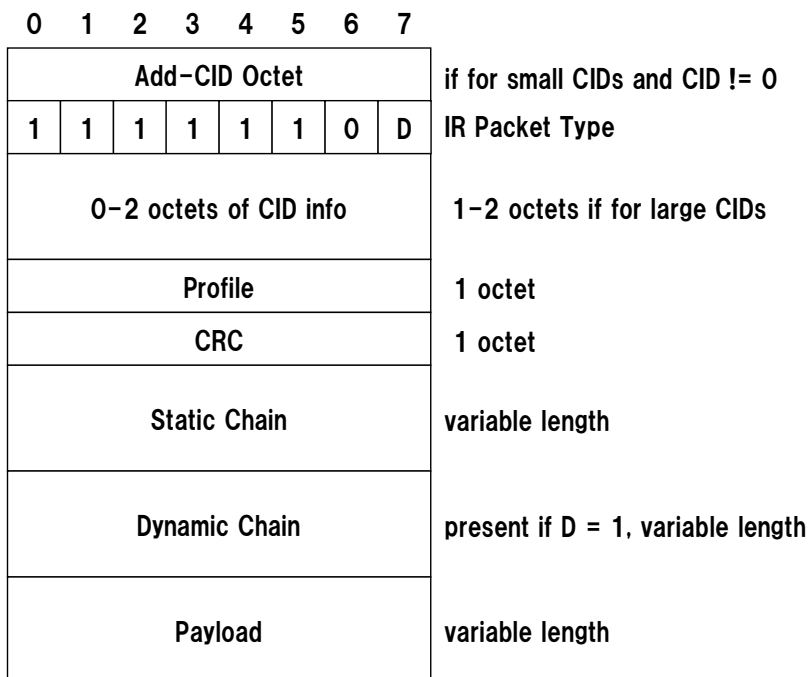 0 1 2 3 4 5 6 7
Add-CID Octet if for small CIDs and CID != 0
1 1 1 1 1 1 0 D IR Packet Type
0-2 octets of CID info 1-2 octets if for large CIDs
Profile 1 octet
CRC 1 octet
Static Chain variable length
Dynamic Chain present if D = 1, variable length
Payload variable length